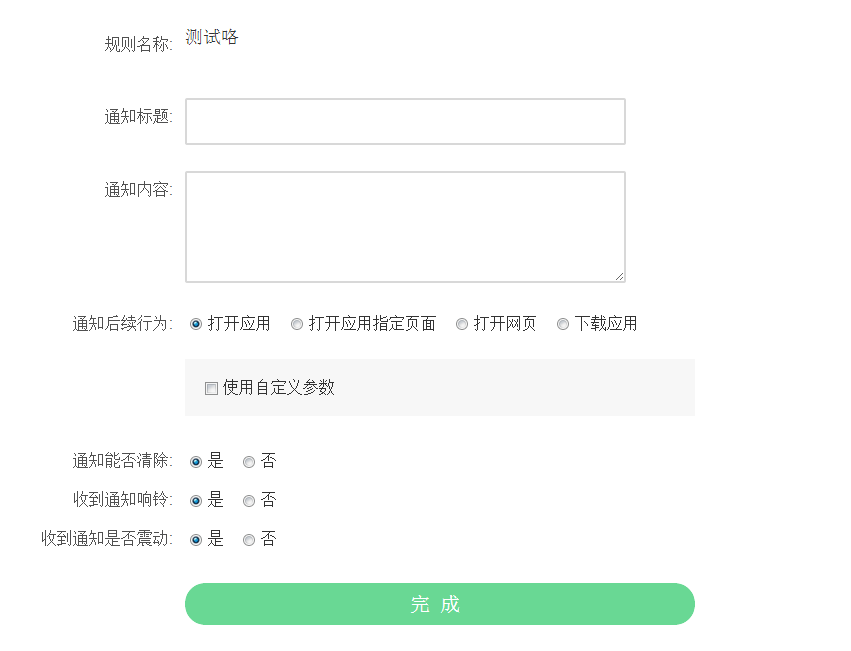 规则名称: 测试咯
通知标题:
通知内容:
通知后续行为: 打开应用 打开应用指定页面 打开网页 下载应用
使用自定义参数
通知能否清除: 是 否
收到通知响铃: 是 否
收到通知是否震动: 是 否
完 成